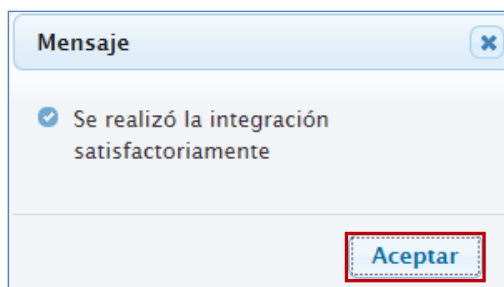 Mensaje
Se realizó la integración
satisfactoriamente
Aceptar